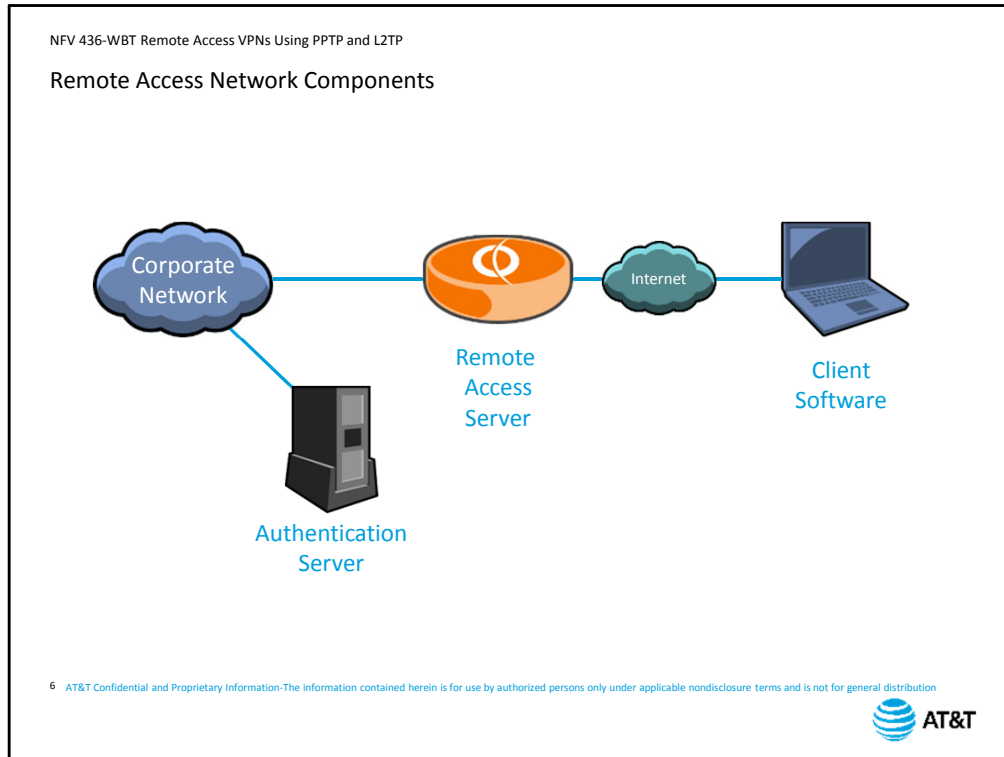 NFV 436-WBT Remote Access VPNs Using PPTP and L2TP
Remote Access Network Components
Corporate
Network
Internet
Remote
Access
Server
Client
Software
Authentication
Server
6 AT&T Confidential and Proprietary Information-The information contained herein is for use by authorized persons only under applicable nondisclosure terms and is not for general distribution
AT&T